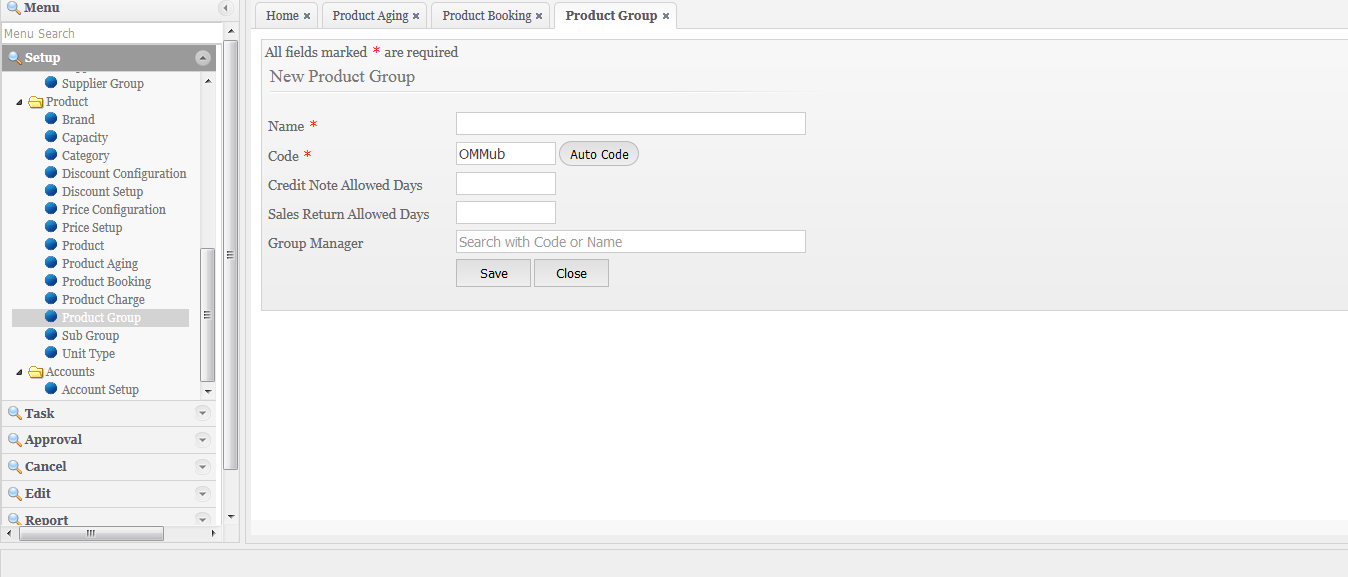 Menu
Menu Search
Setup
Supplier Group
Product
Brand
Capacity
Category
Discount Configuration
Discount Setup
Price Configuration
Price Setup
Product
Product Aging
Product Booking
Product Charge
Product Group
Sub Group
Unit Type
Accounts
Account Setup
Task
Approval
Cancel
Edit
Report
Home × Product Aging × Product Booking × Product Group ×
All fields marked * are required
New Product Group
Name *
Code * OMMub Auto Code
Credit Note Allowed Days
Sales Return Allowed Days
Group Manager Search with Code or Name
Save Close